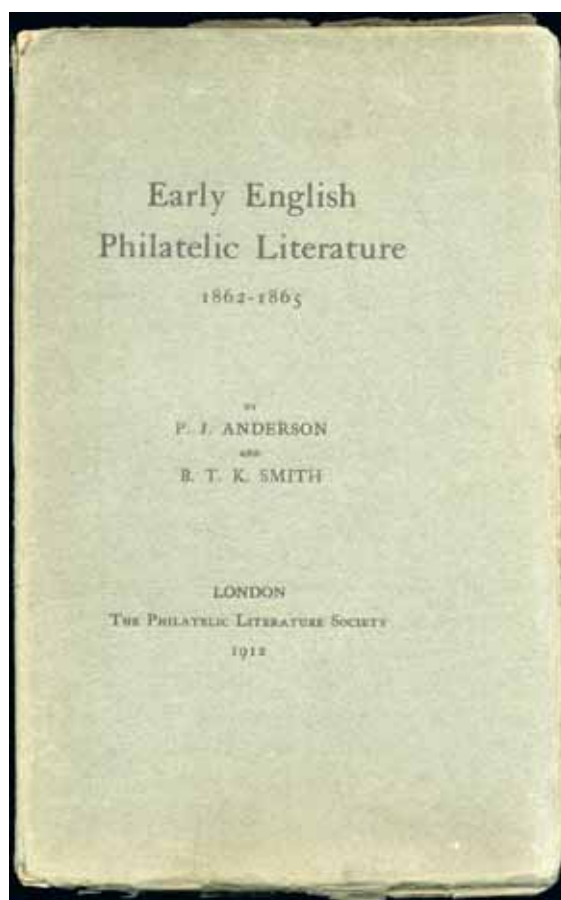 Early English
Philatelic Literature
1862-1865
BY
P. J. ANDERSON
AND
B. T. K. SMITH
LONDON
The Philatelic Literature Society
1912